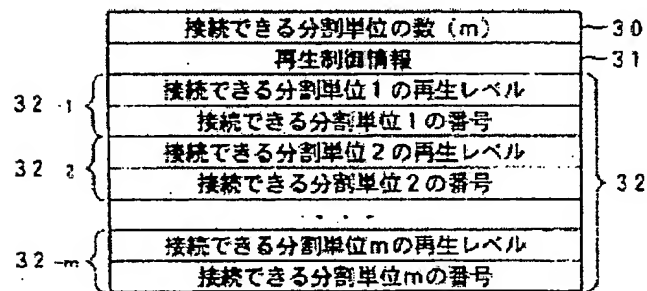 接続できる分割単位の数（m） 30
再生制御情報 31
接続できる分割単位1の再生レベル
32-1 接続できる分割単位1の番号
接続できる分割単位2の再生レベル
32-2 接続できる分割単位2の番号 32
・・・・
接続できる分割単位mの再生レベル
32-m 接続できる分割単位mの番号